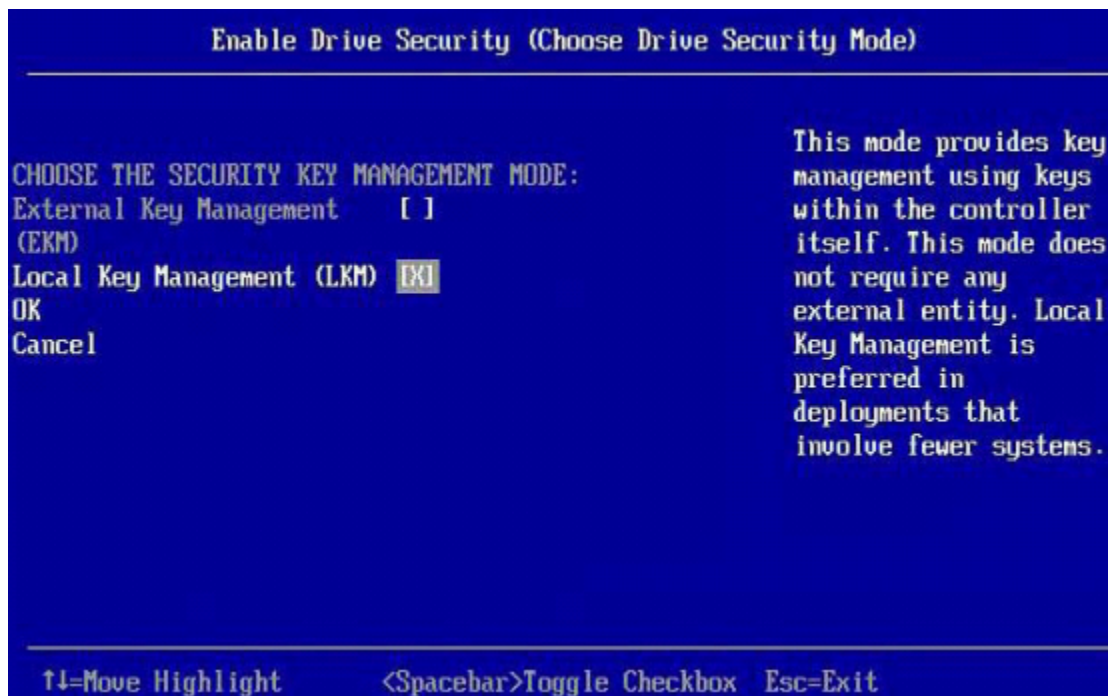 Enable Drive Security (Choose Drive Security Mode)
CHOOSE THE SECURITY KEY MANAGEMENT MODE:
External Key Management [ ]
(EKM)
Local Key Management (LKM) [X]
OK
Cancel
This mode provides key
management using keys
within the controller
itself. This mode does
not require any
external entity. Local
Key Management is
preferred in
deployments that
involve fewer systems.
↑↓=Move Highlight <Spacebar>Toggle Checkbox Esc=Exit